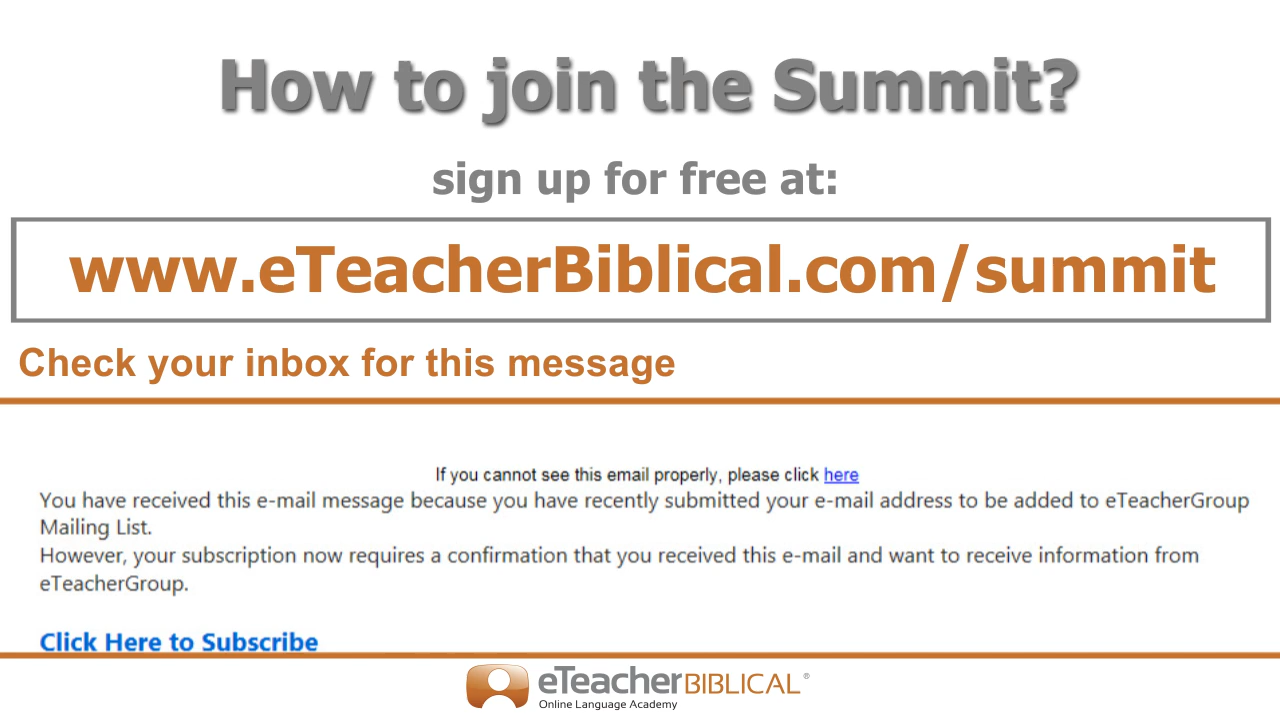 How to join the Summit?
sign up for free at:
www.eTeacherBiblical.com/summit
Check your inbox for this message
If you cannot see this email properly, please click here
You have received this e-mail message because you have recently submitted your e-mail address to be added to eTeacherGroup
Mailing List.
However, your subscription now requires a confirmation that you received this e-mail and want to receive information from
eTeacherGroup.
Click Here to Subscribe
eTeacherBIBLICAL®
Online Language Academy